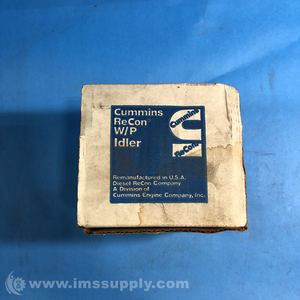 Cummins
ReCon
W/P
Idler
Cummins
ReCon
Remanufactured in U.S.A.
Diesel ReCon Company
A Division of
Cummins Engine Company, Inc.
© www.imssupply.com